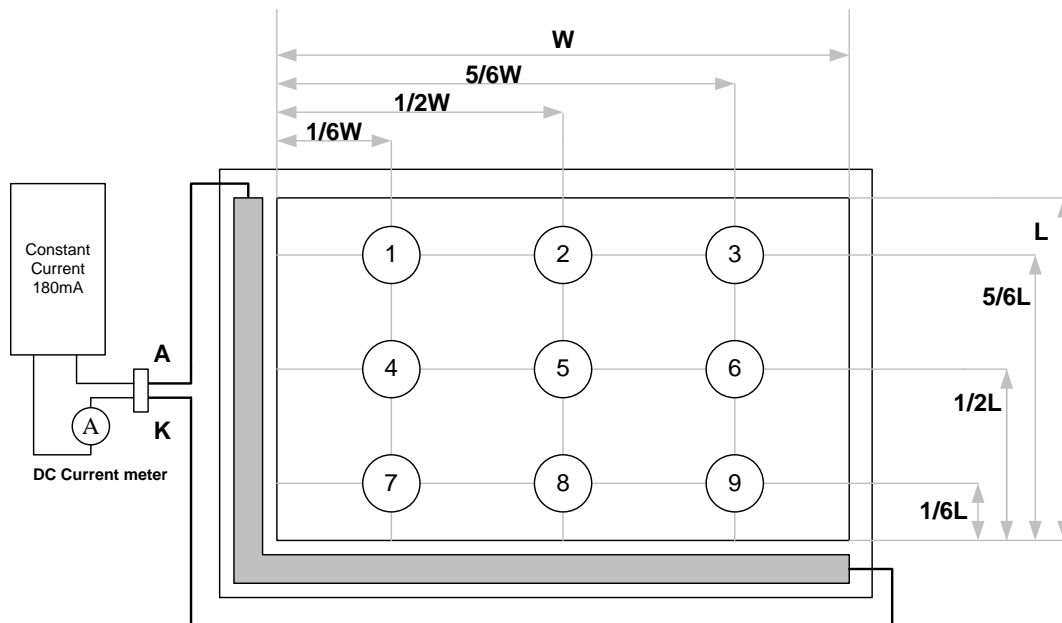 W
5/6W
1/2W
1/6W
L
5/6L
1/2L
1/6L
Constant
Current
180mA
A
K
A
DC Current meter
1 2 3
4 5 6
7 8 9